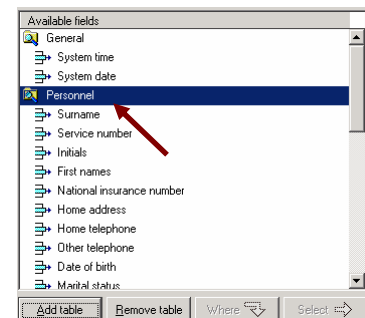 Available fields
General
System time
System date
Personnel
Surname
Service number
Initials
First names
National insurance number
Home address
Home telephone
Other telephone
Date of birth
Marital status
Add table Remove table Where Select